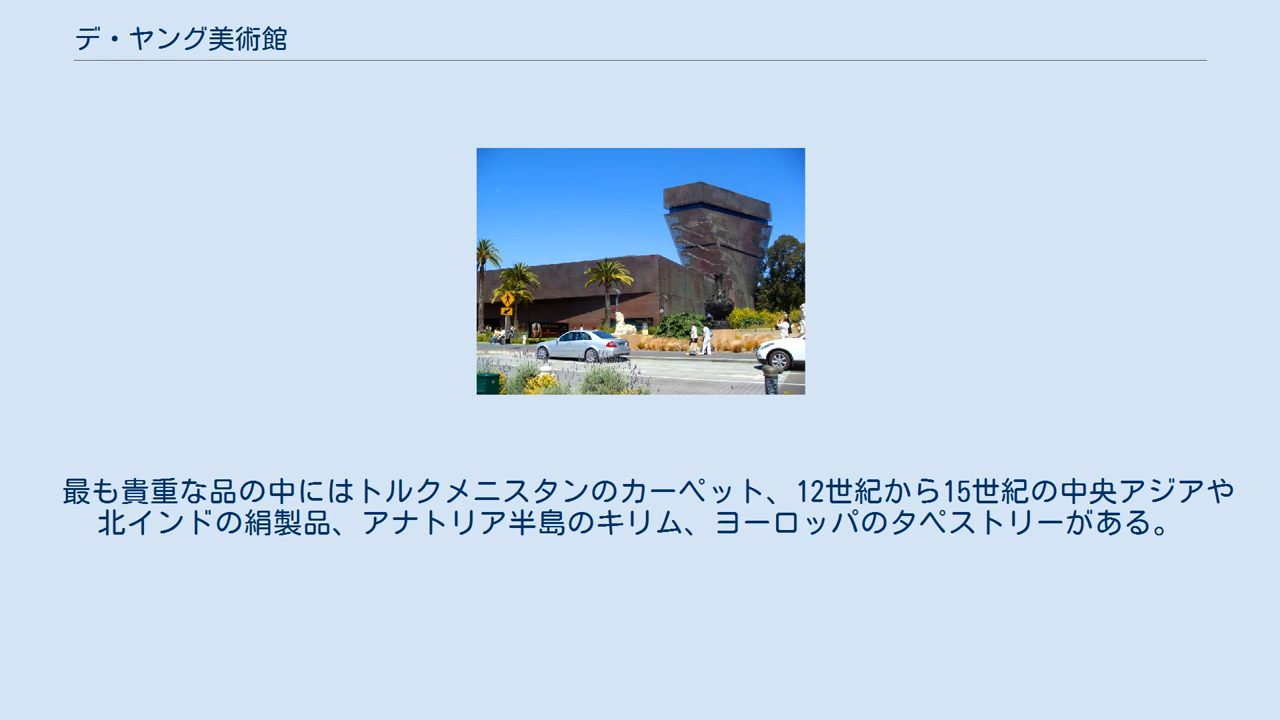 デ・ヤング美術館
最も貴重な品の中にはトルクメニスタンのカーペット、12世紀から15世紀の中央アジアや
北インドの絹製品、アナトリア半島のキリム、ヨーロッパのタペストリーがある。